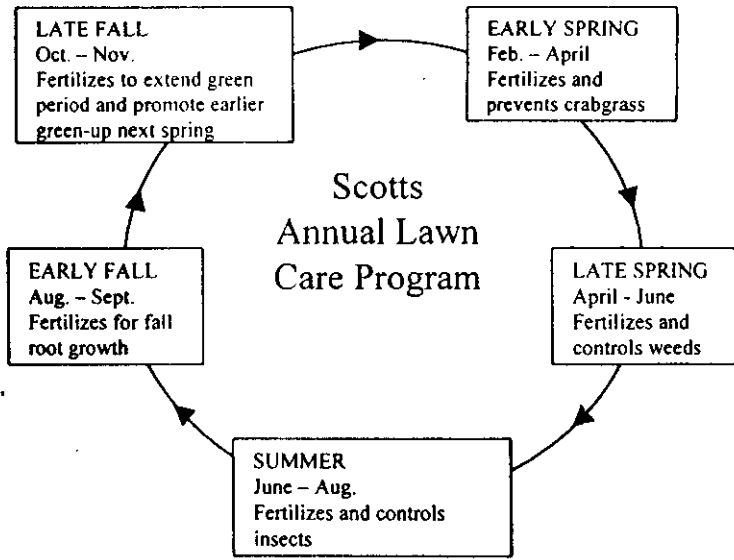 LATE FALL
Oct. – Nov.
Fertilizes to extend green
period and promote earlier
green-up next spring
EARLY SPRING
Feb. – April
Fertilizes and
prevents crabgrass
Scotts
Annual Lawn
Care Program
EARLY FALL
Aug. – Sept.
Fertilizes for fall
root growth
LATE SPRING
April - June
Fertilizes and
controls weeds
SUMMER
June – Aug.
Fertilizes and controls
insects